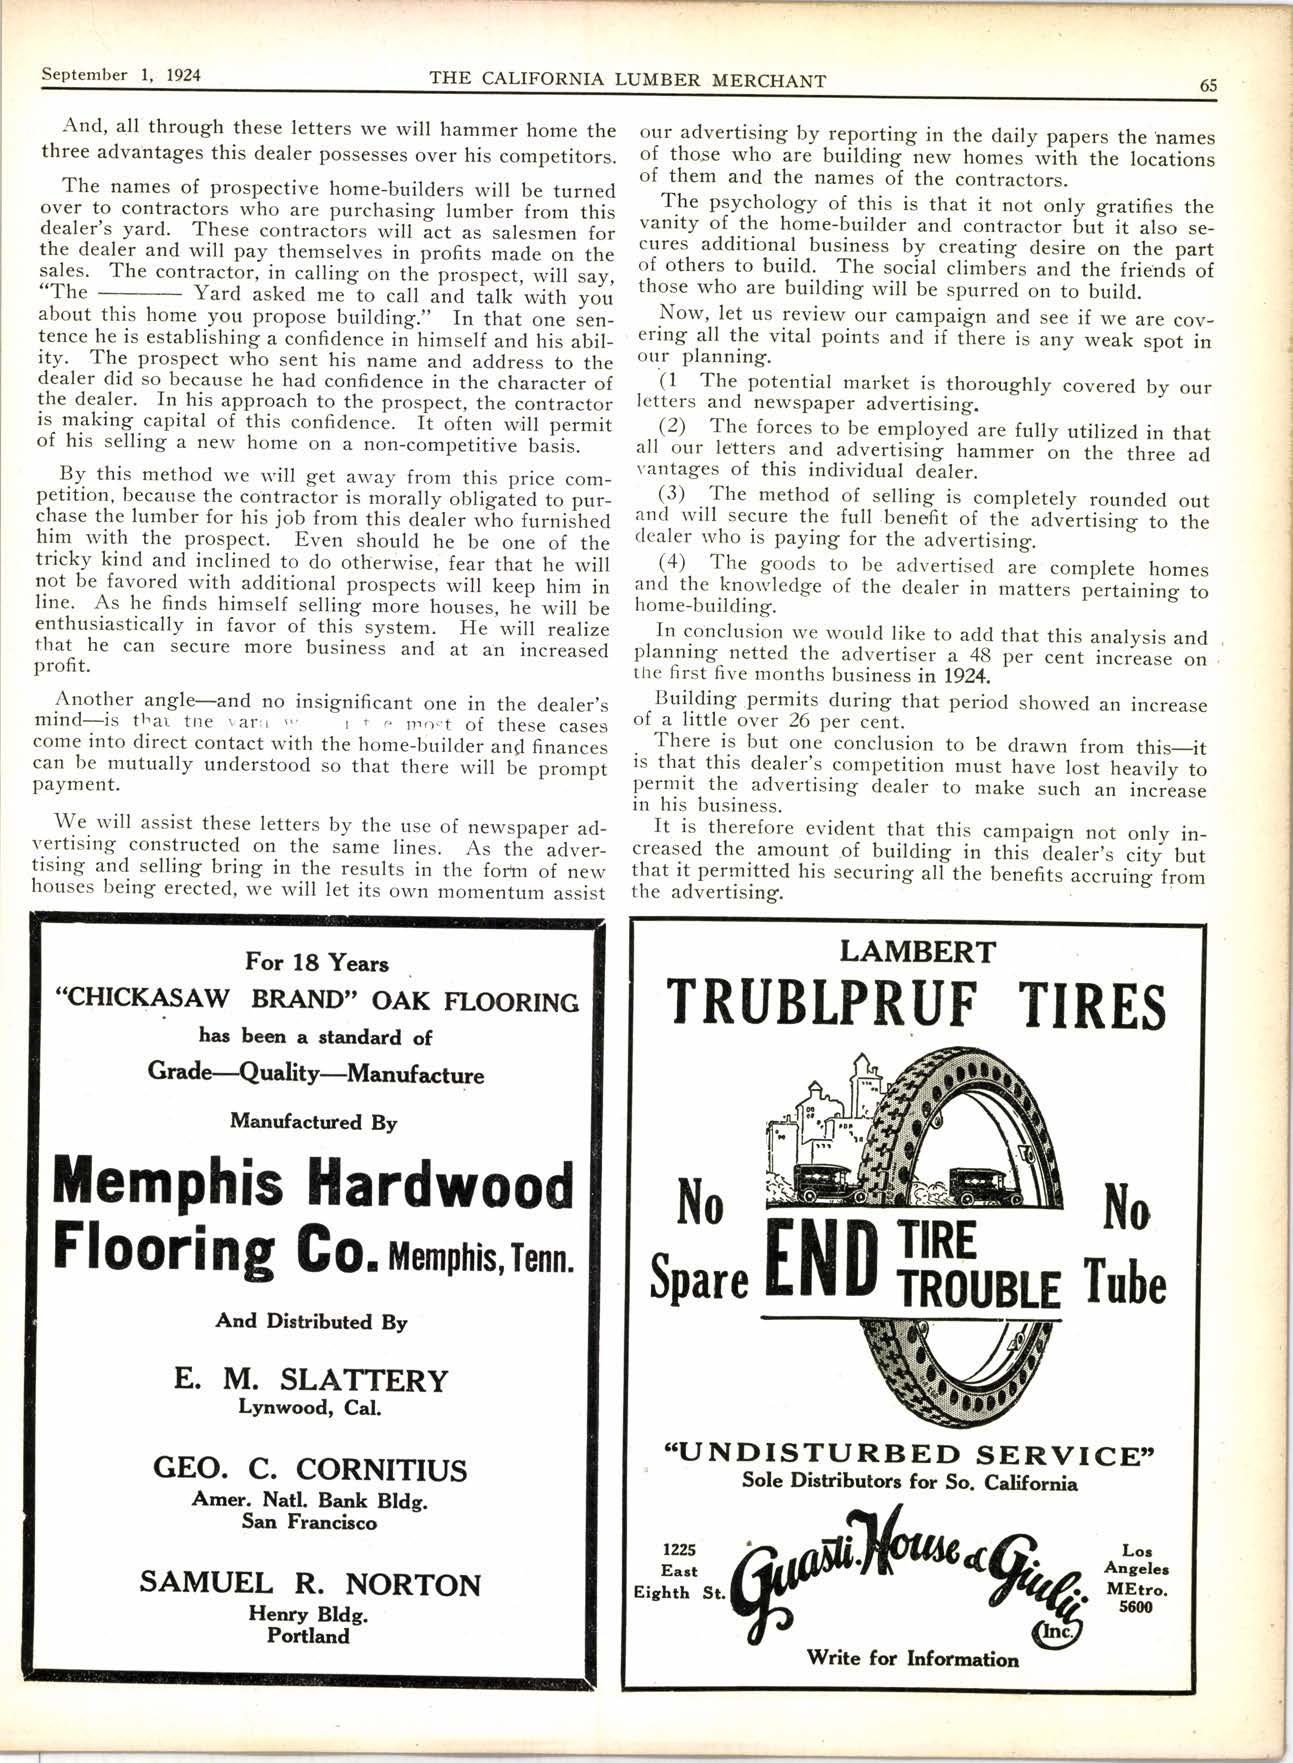 September 1, 1924
THE CALIFORNIA LUMBER MERCHANT
65
And, all through these letters we will hammer home the
three advantages this dealer possesses over his competitors.
The names of prospective home-builders will be turned
over to contractors who are purchasing lumber from this
dealer's yard. These contractors will act as salesmen for
the dealer and will pay themselves in profits made on the
sales. The contractor, in calling on the prospect, will say,
“The ——— Yard asked me to call and talk with you
about this home you propose building.” In that one sen-
tence he is establishing a confidence in himself and his abil-
ity. The prospect who sent his name and address to the
dealer did so because he had confidence in the character of
the dealer. In his approach to the prospect, the contractor
is making capital of this confidence. It often will permit
of his selling a new home on a non-competitive basis.
By this method we will get away from this price com-
petition, because the contractor is morally obligated to pur-
chase the lumber for his job from this dealer who furnished
him with the prospect. Even should he be one of the
tricky kind and inclined to do otherwise, fear that he will
not be favored with additional prospects will keep him in
line. As he finds himself selling more houses, he will be
enthusiastically in favor of this system. He will realize
that he can secure more business and at an increased
profit.
Another angle—and no insignificant one in the dealer's
mind—is that the yard most of these cases
come into direct contact with the home-builder and finances
can be mutually understood so that there will be prompt
payment.
We will assist these letters by the use of newspaper ad-
vertising constructed on the same lines. As the adver-
tising and selling bring in the results in the form of new
houses being erected, we will let its own momentum assist
our advertising by reporting in the daily papers the names
of those who are building new homes with the locations
of them and the names of the contractors.
The psychology of this is that it not only gratifies the
vanity of the home-builder and contractor but it also se-
cures additional business by creating desire on the part
of others to build. The social climbers and the friends of
those who are building will be spurred on to build.
Now, let us review our campaign and see if we are cov-
ering all the vital points and if there is any weak spot in
our planning.
(1 The potential market is thoroughly covered by our
letters and newspaper advertising.
(2) The forces to be employed are fully utilized in that
all our letters and advertising hammer on the three ad
vantages of this individual dealer.
(3) The method of selling is completely rounded out
and will secure the full benefit of the advertising to the
dealer who is paying for the advertising.
(4) The goods to be advertised are complete homes
and the knowledge of the dealer in matters pertaining to
home-building.
In conclusion we would like to add that this analysis and
planning netted the advertiser a 48 per cent increase on
the first five months business in 1924.
Building permits during that period showed an increase
of a little over 26 per cent.
There is but one conclusion to be drawn from this—it
is that this dealer's competition must have lost heavily to
permit the advertising dealer to make such an increase
in his business.
It is therefore evident that this campaign not only in-
creased the amount of building in this dealer's city but
that it permitted his securing all the benefits accruing from
the advertising.
For 18 Years
“CHICKASAW BRAND” OAK FLOORING
has been a standard of
Grade—Quality—Manufacture
Manufactured By
Memphis Hardwood
Flooring Co. Memphis, Tenn.
And Distributed By
E. M. SLATTERY
Lynwood, Cal.
GEO. C. CORNITIUS
Amer. Natl. Bank Bldg.
San Francisco
SAMUEL R. NORTON
Henry Bldg.
Portland
LAMBERT
TRUBLPRUF TIRES
No
Spare
END TIRE
TROUBLE
No
Tube
“UNDISTURBED SERVICE”
Sole Distributors for So. California
1225
East
Eighth St.
Guasti. House & Giulii
(Inc.)
Los
Angeles
MEtro.
5600
Write for Information